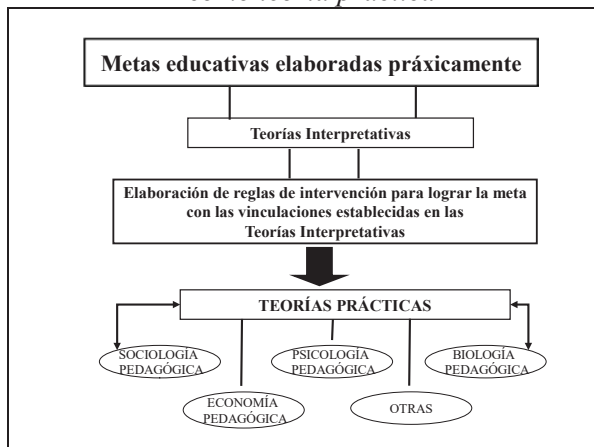 Metas educativas elaboradas práxicamente
Teorías Interpretativas
Elaboración de reglas de intervención para lograr la meta
con las vinculaciones establecidas en las
Teorías Interpretativas
TEORÍAS PRÁCTICAS
SOCIOLOGÍA
PEDAGÓGICA
PSICOLOGÍA
PEDAGÓGICA
BIOLOGÍA
PEDAGÓGICA
ECONOMÍA
PEDAGÓGICA
OTRAS